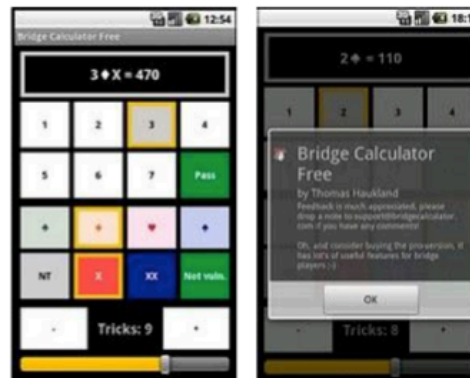 12:54
Bridge Calculator Free
3♦X = 470
1 2 3 4
5 6 7 Pass
♣ ♦ ♥ ♠
NT X XX Not vuln.
- Tricks: 9 +
18:1
2♠ = 110
1 2 3 4
Bridge Calculator
Free
by Thomas Haukland
Feedback is much appreciated, please
drop a note to support@bridgecalculator.
com if you have any comments!
Oh, and consider buying the pro-version, it
has lot's of useful features for bridge
players ;-)
OK
- Tricks: 8 +